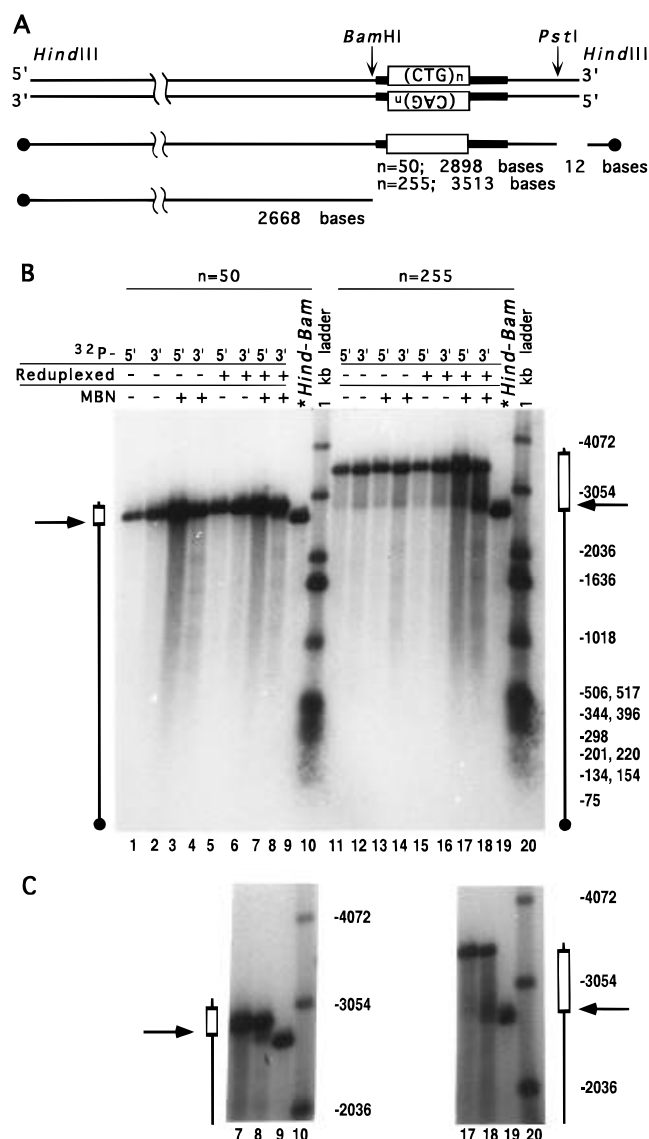 A
HindIII BamHI PstI HindIII
5' (CTG)n 3'
3' (CAG)n 5'
n=50; 2898 bases 12 bases
n=255; 3513 bases
2668 bases
B
n=50 n=255
32P- 5' 3' 5' 3' 5' 3' 5' 3' *Hind-Bam 1 kb ladder 5' 3' 5' 3' 5' 3' 5' 3' *Hind-Bam 1 kb ladder
Reduplexed - - - - + + + + - - - - + + + +
MBN - - + + - - + + - - + + - - + +
-4072
-3054
-2036
-1636
-1018
-506, 517
-344, 396
-298
-201, 220
-134, 154
-75
1 2 3 4 5 6 7 8 9 10 11 12 13 14 15 16 17 18 19 20
C
-4072 -4072
-3054 -3054
-2036 -2036
7 8 9 10 17 18 19 20